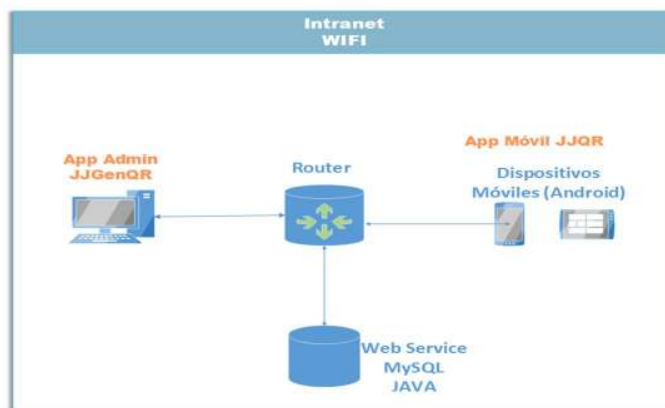 Intranet
WIFI
App Admin
JJGenQR
Router
App Móvil JJQR
Dispositivos
Móviles (Android)
Web Service
MySQL
JAVA